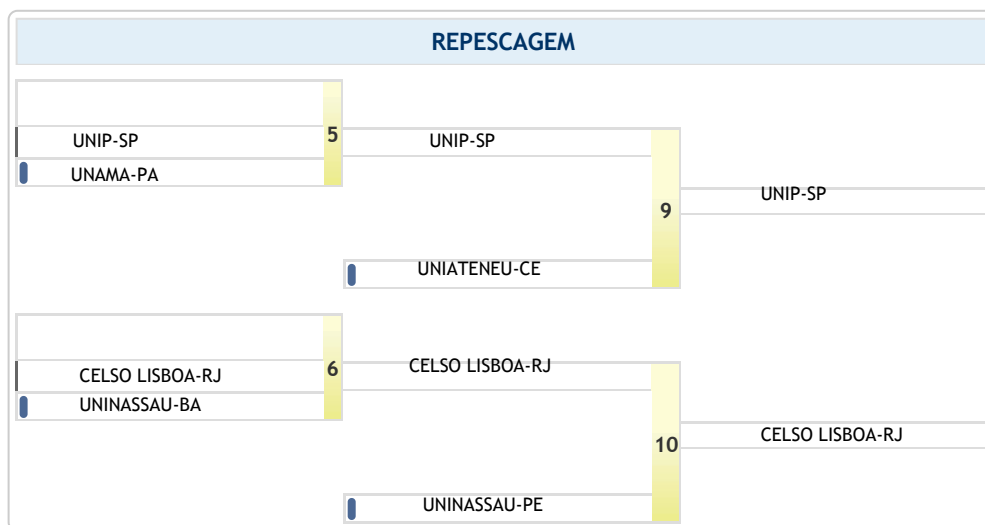 REPESCAGEM
UNIP-SP
5
UNIP-SP
UNAMA-PA
UNIP-SP
9
UNIATENEU-CE
CELSO LISBOA-RJ
6
CELSO LISBOA-RJ
UNINASSAU-BA
CELSO LISBOA-RJ
10
UNINASSAU-PE